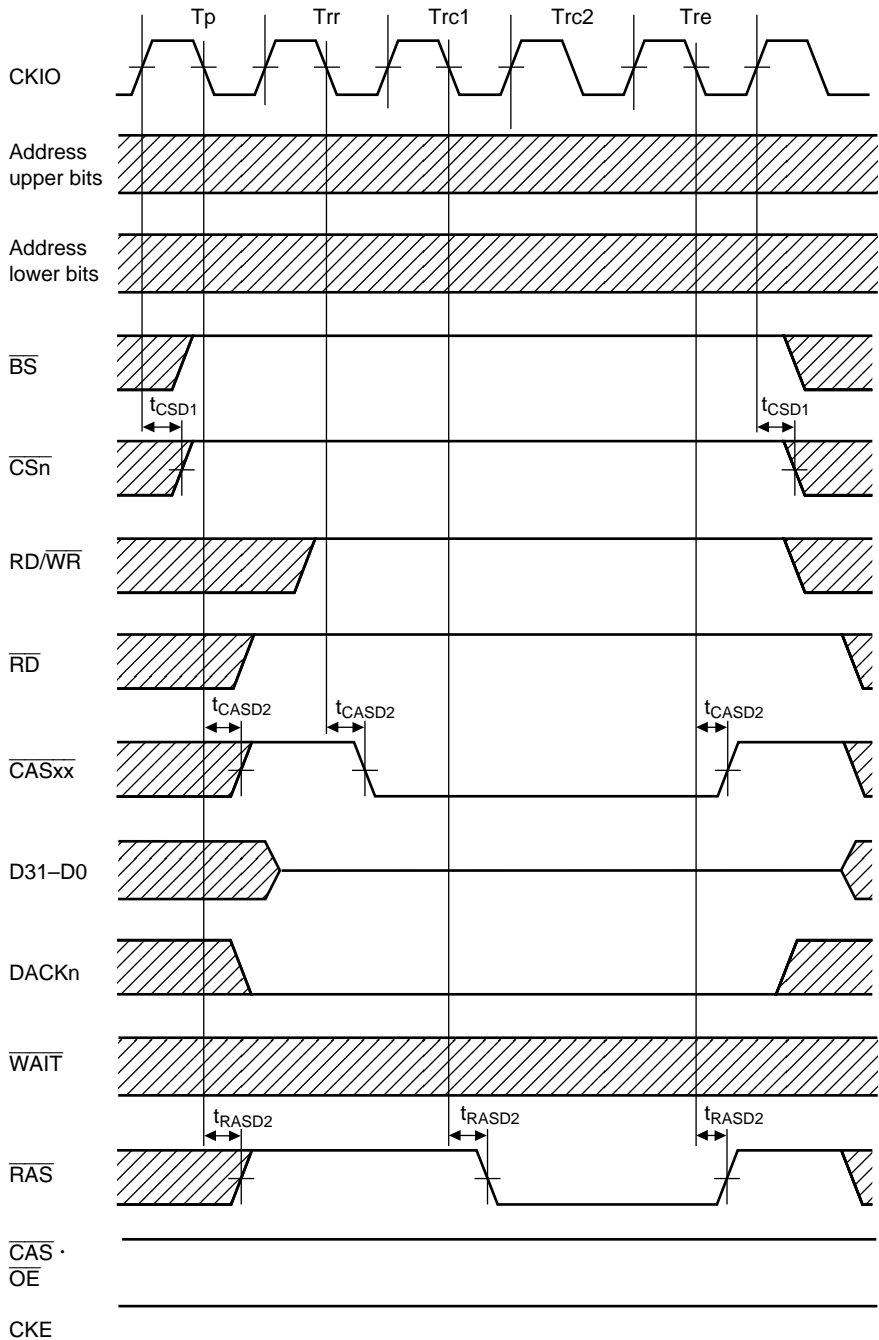 Tp Trr Trc1 Trc2 Tre
CKIO
Address
upper bits
Address
lower bits
BS
tCSD1 tCSD1
CSn
RD/WR
RD
tCASD2 tCASD2 tCASD2
CASxx
D31–D0
DACKn
WAIT
tRASD2 tRASD2 tRASD2
RAS
CAS ·
OE
CKE